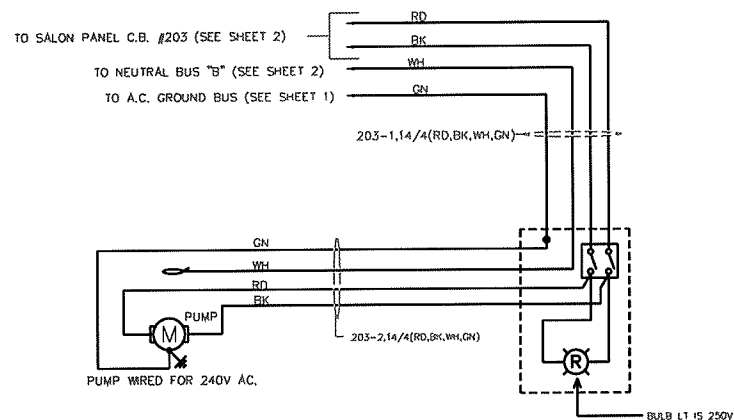 RD
TO SALON PANEL C.B. #203 (SEE SHEET 2)
BK
TO NEUTRAL BUS "B" (SEE SHEET 2)
WH
TO A.C. GROUND BUS (SEE SHEET 1)
GN
203-1,14/4(RD,BK,WH,GN)
GN
WH
RD
BK
PUMP
M
203-2,14/4(RD,BK,WH,GN)
R
PUMP WIRED FOR 240V AC.
BULB LT IS 250V